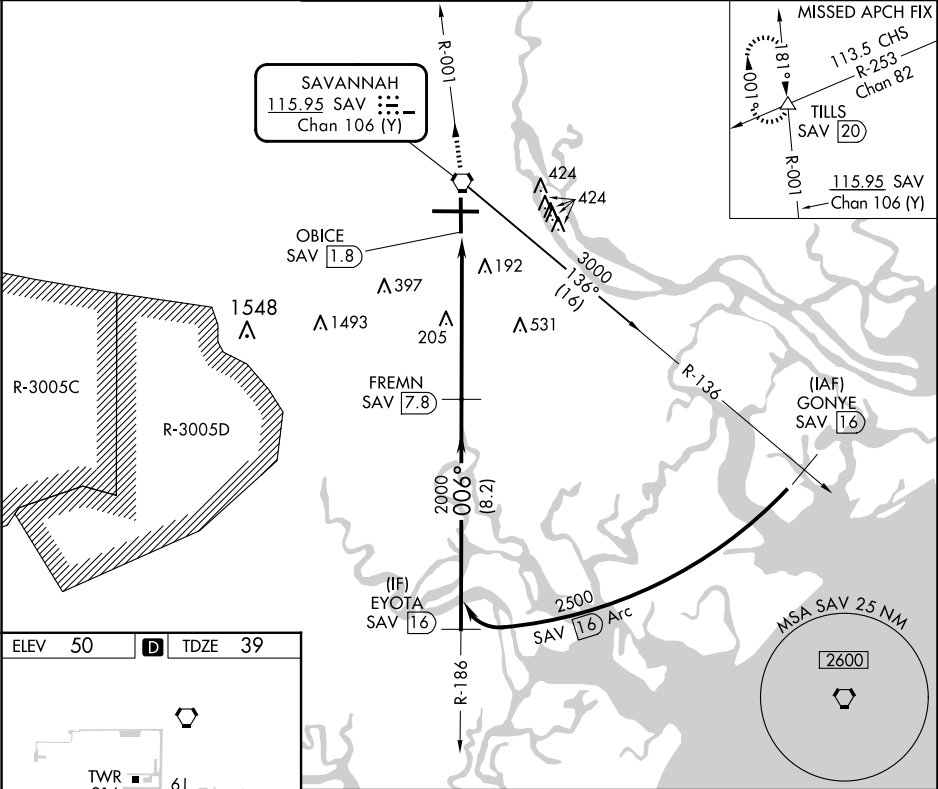 MISSED APCH FIX
113.5 CHS
R-253
Chan 82
181°
001°
TILLS
SAV 20
R-001
115.95 SAV
Chan 106 (Y)
R-001
SAVANNAH
115.95 SAV
Chan 106 (Y)
424
424
OBICE
SAV 1.8
192
397
3000
136°
(16)
1548
1493
205
531
R-3005C
R-3005D
FREMN
SAV 7.8
R-136
(IAF)
GONYE
SAV 16
2000
006°
(8.2)
(IF)
EYOTA
SAV 16
2500
SAV 16 Arc
R-186
MSA SAV 25 NM
2600
ELEV 50 D TDZE 39
TWR
61